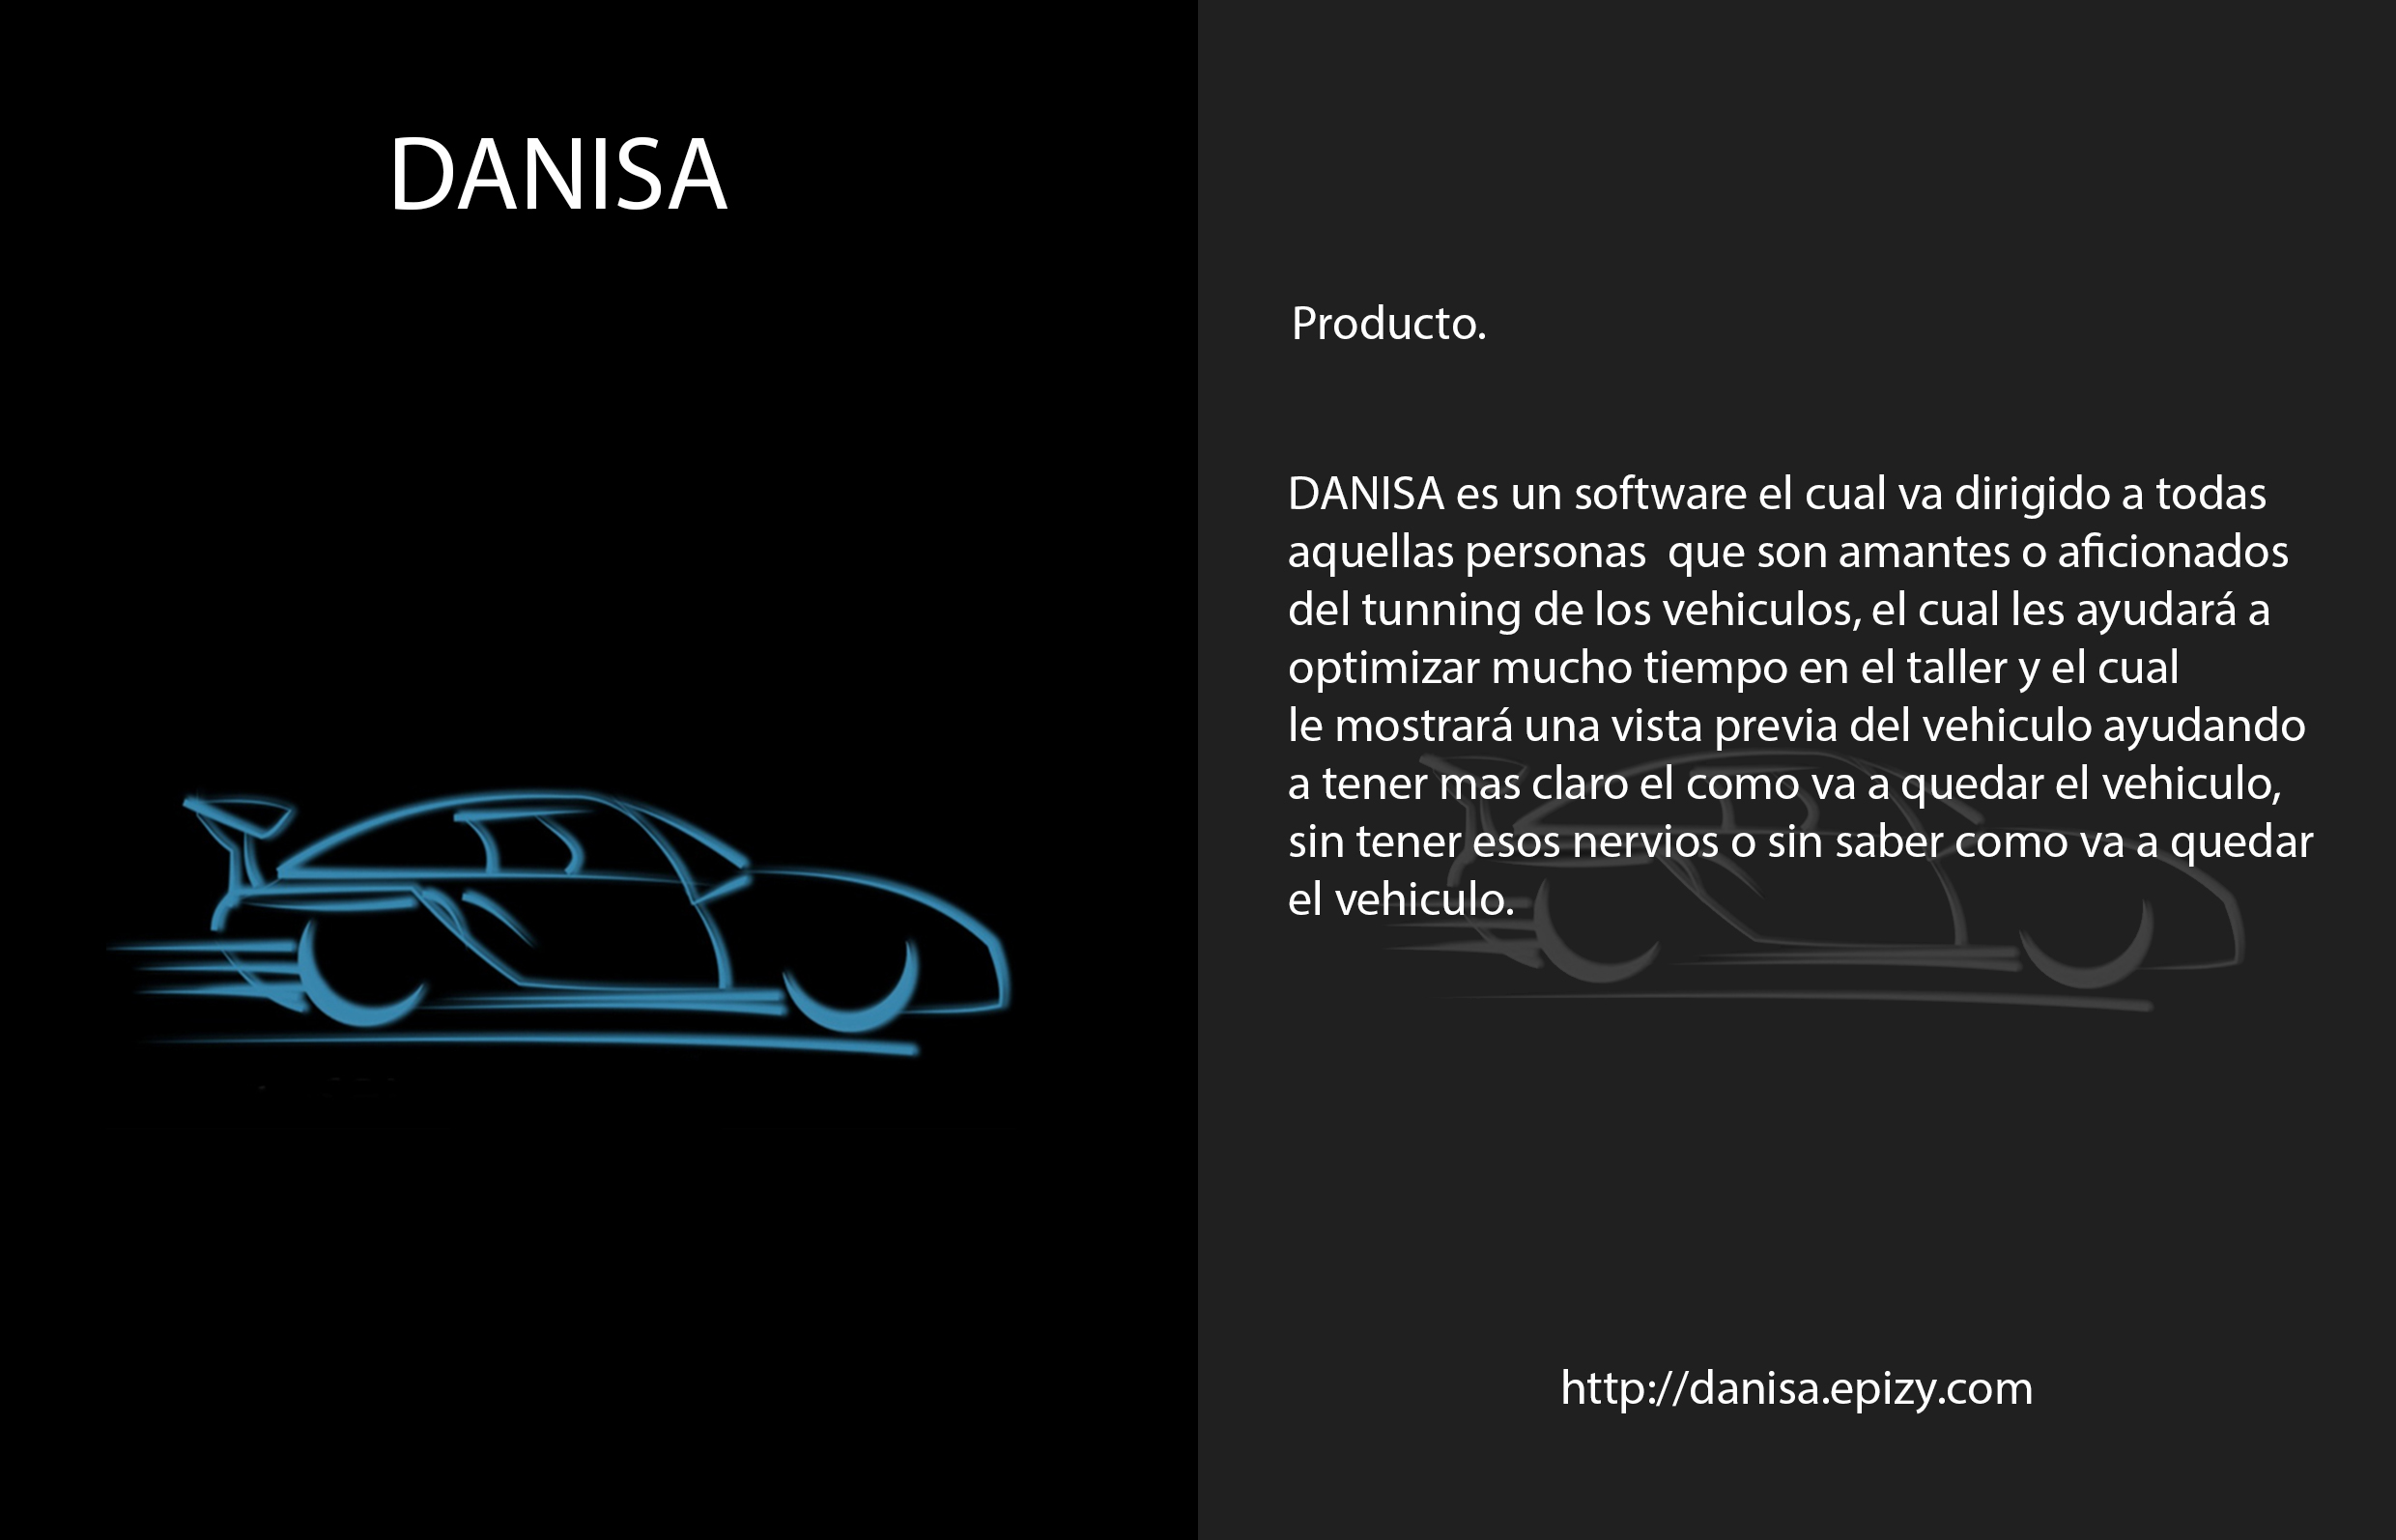 DANISA
Producto.
DANISA es un software el cual va dirigido a todas
aquellas personas  que son amantes o aficionados
del tunning de los vehiculos, el cual les ayudará a
optimizar mucho tiempo en el taller y el cual
le mostrará una vista previa del vehiculo ayudando
a tener mas claro el como va a quedar el vehiculo,
sin tener esos nervios o sin saber como va a quedar
el vehiculo.
http://danisa.epizy.com